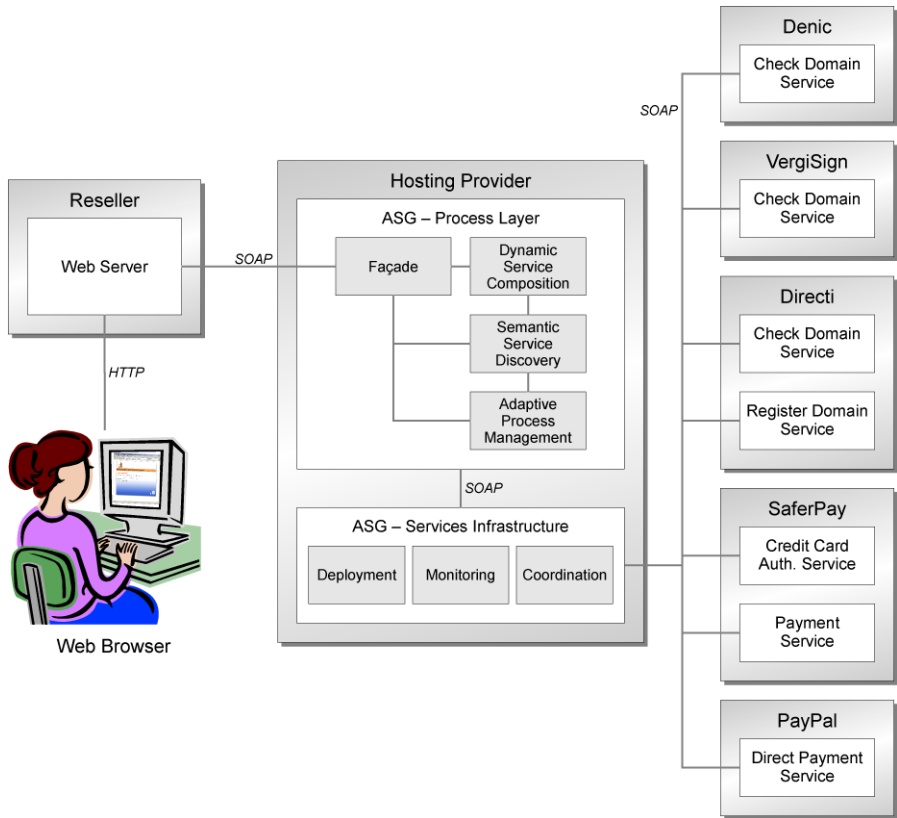 Reseller
Web Server
HTTP
Web Browser
SOAP
Hosting Provider
ASG – Process Layer
Façade
Dynamic
Service
Composition
Semantic
Service
Discovery
Adaptive
Process
Management
SOAP
ASG – Services Infrastructure
Deployment
Monitoring
Coordination
SOAP
Denic
Check Domain
Service
VergiSign
Check Domain
Service
Directi
Check Domain
Service
Register Domain
Service
SaferPay
Credit Card
Auth. Service
Payment
Service
PayPal
Direct Payment
Service